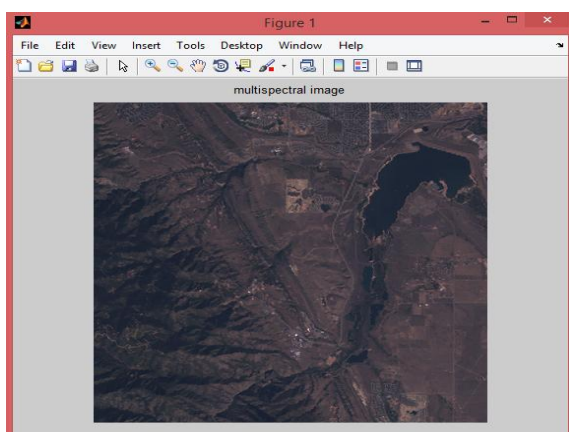 Figure 1
File Edit View Insert Tools Desktop Window Help
multispectral image